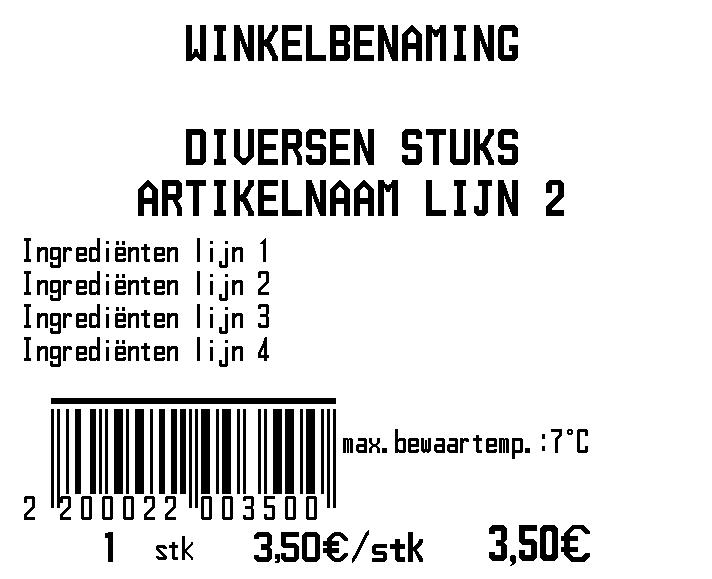 WINKELBENAMING
DIVERSEN STUKS
ARTIKELNAAM LIJN 2
Ingrediënten lijn 1
Ingrediënten lijn 2
Ingrediënten lijn 3
Ingrediënten lijn 4
max.bewaartemp.:7°C
2 200022 003500
1 stk 3,50€/stk 3,50€